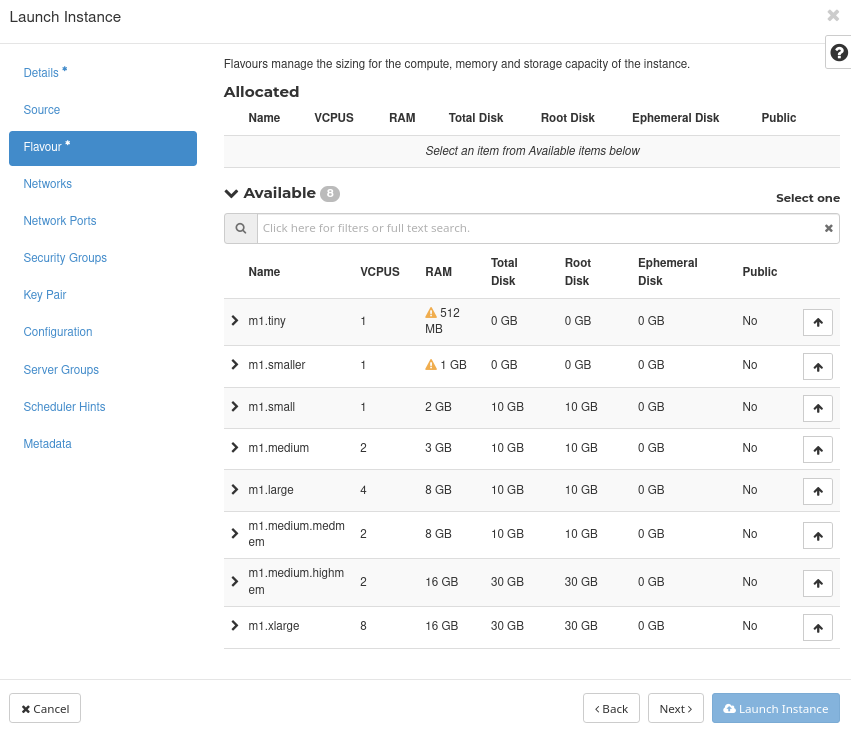 Launch Instance
Details *
Source
Flavour *
Networks
Network Ports
Security Groups
Key Pair
Configuration
Server Groups
Scheduler Hints
Metadata
Flavours manage the sizing for the compute, memory and storage capacity of the instance.
Allocated
Name VCPUS RAM Total Disk Root Disk Ephemeral Disk Public
Select an item from Available items below
Available 8
Select one
Click here for filters or full text search.
Name VCPUS RAM Total Disk Root Disk Ephemeral Disk Public
m1.tiny 1 512 MB 0 GB 0 GB 0 GB No
m1.smaller 1 1 GB 0 GB 0 GB 0 GB No
m1.small 1 2 GB 10 GB 10 GB 0 GB No
m1.medium 2 3 GB 10 GB 10 GB 0 GB No
m1.large 4 8 GB 10 GB 10 GB 0 GB No
m1.medium.medmem 2 8 GB 10 GB 10 GB 0 GB No
m1.medium.highmem 2 16 GB 30 GB 30 GB 0 GB No
m1.xlarge 8 16 GB 30 GB 30 GB 0 GB No
Cancel
Back
Next
Launch Instance